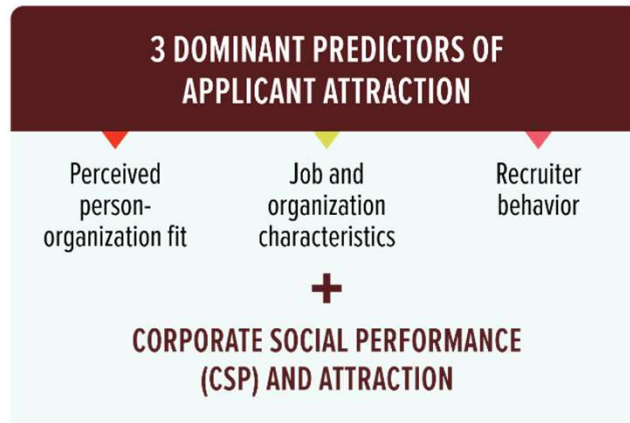 3 DOMINANT PREDICTORS OF
APPLICANT ATTRACTION
Perceived
person-
organization fit
Job and
organization
characteristics
Recruiter
behavior
+
CORPORATE SOCIAL PERFORMANCE
(CSP) AND ATTRACTION